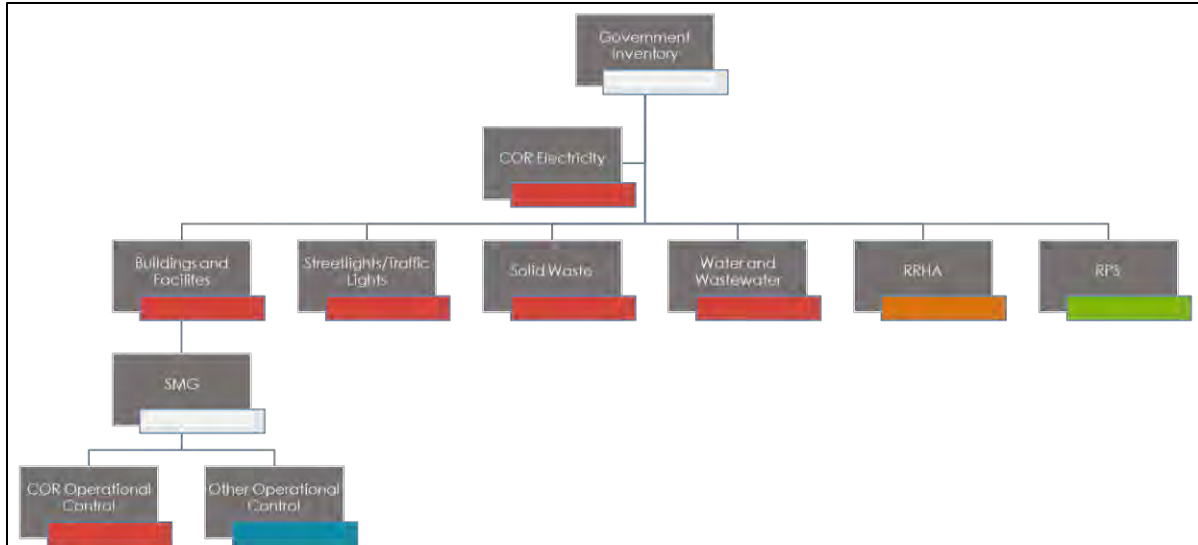 Government
Inventory
COR Electricity
Buildings and
Facilites
Streetlights/Traffic
Lights
Solid Waste
Water and
Wastewater
RRHA
RPS
SMG
COR Operational
Control
Other Operational
Control